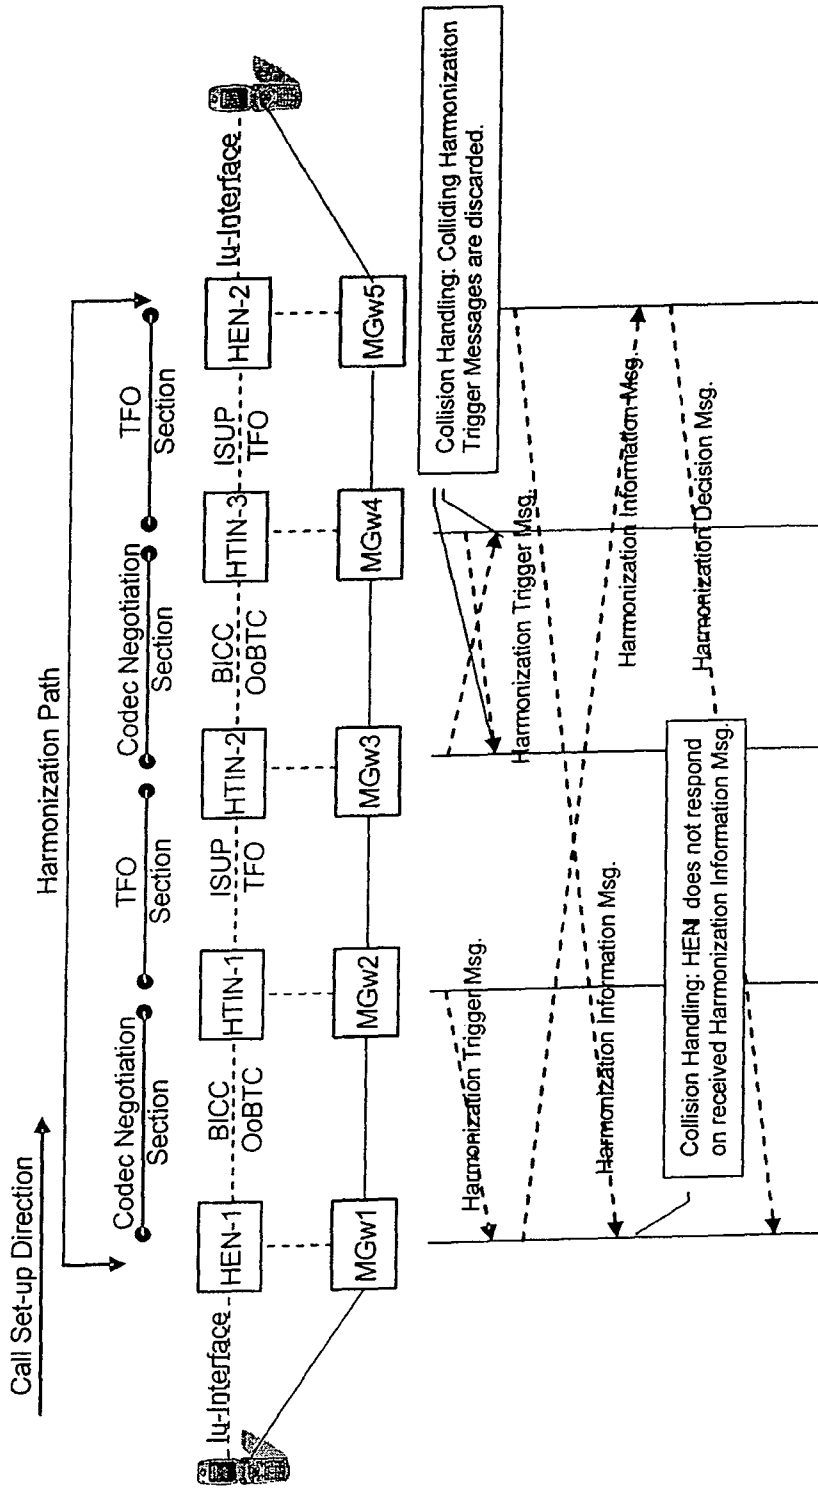 Call Set-up Direction
Harmonization Path
Codec Negotiation
Section
TFO
Section
Codec Negotiation
Section
TFO
Section
Iu-Interface
HEN-1
BICC
OoBTC
HTIN-1
ISUP
TFO
HTIN-2
BICC
OoBTC
HTIN-3
ISUP
TFO
HEN-2
Iu-Interface
MGw1
MGw2
MGw3
MGw4
MGw5
Collision Handling: Colliding Harmonization
Trigger Messages are discarded.
Harmonization Trigger Msg.
Harmonization Trigger Msg.
Harmonization Information Msg.
Harmonization Information Msg.
Harmonization Decision Msg.
Collision Handling: HEN does not respond
on received Harmonization Information Msg.